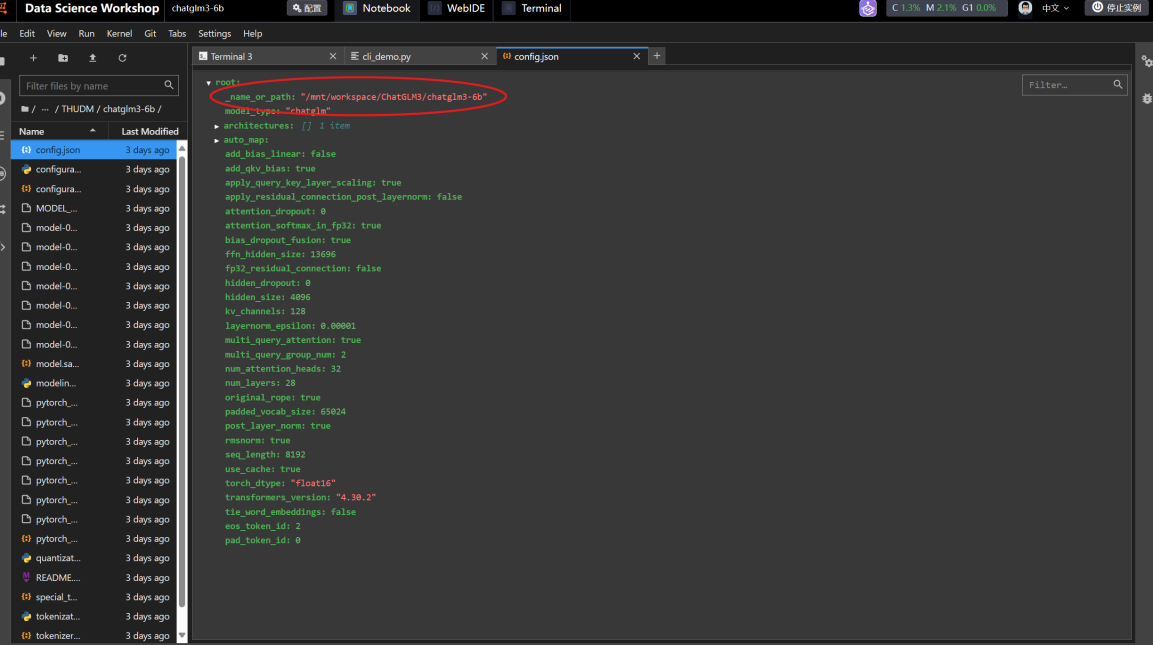 Data Science Workshop
chatglm3-6b
配置
Notebook
WebIDE
Terminal
C 1.3% M 2.1% G1 0.0%
中文
停止实例
le Edit View Run Kernel Git Tabs Settings Help
Terminal 3
cli_demo.py
config.json
Filter files by name
/ ··· / THUDM / chatglm3-6b /
Name Last Modified
config.json 3 days ago
configura... 3 days ago
configura... 3 days ago
MODEL_... 3 days ago
model-0... 3 days ago
model-0... 3 days ago
model-0... 3 days ago
model-0... 3 days ago
model-0... 3 days ago
model-0... 3 days ago
model-0... 3 days ago
model.sa... 3 days ago
modelin... 3 days ago
pytorch_... 3 days ago
pytorch_... 3 days ago
pytorch_... 3 days ago
pytorch_... 3 days ago
pytorch_... 3 days ago
pytorch_... 3 days ago
pytorch_... 3 days ago
pytorch_... 3 days ago
quantizat... 3 days ago
README.... 3 days ago
special_t... 3 days ago
tokenizat... 3 days ago
tokenizer... 3 days ago
Filter...
root:
_name_or_path: "/mnt/workspace/ChatGLM3/chatglm3-6b"
model_type: "chatglm"
architectures: [] 1 item
auto_map:
add_bias_linear: false
add_qkv_bias: true
apply_query_key_layer_scaling: true
apply_residual_connection_post_layernorm: false
attention_dropout: 0
attention_softmax_in_fp32: true
bias_dropout_fusion: true
ffn_hidden_size: 13696
fp32_residual_connection: false
hidden_dropout: 0
hidden_size: 4096
kv_channels: 128
layernorm_epsilon: 0.00001
multi_query_attention: true
multi_query_group_num: 2
num_attention_heads: 32
num_layers: 28
original_rope: true
padded_vocab_size: 65024
post_layer_norm: true
rmsnorm: true
seq_length: 8192
use_cache: true
torch_dtype: "float16"
transformers_version: "4.30.2"
tie_word_embeddings: false
eos_token_id: 2
pad_token_id: 0